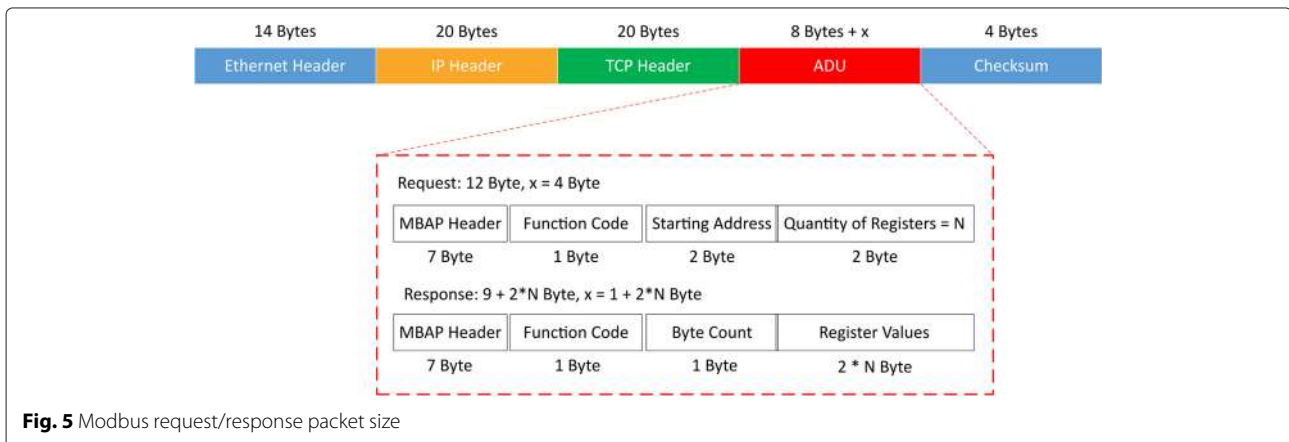 14 Bytes 20 Bytes 20 Bytes 8 Bytes + x 4 Bytes
Ethernet Header IP Header TCP Header ADU Checksum
Request: 12 Byte, x = 4 Byte
MBAP Header Function Code Starting Address Quantity of Registers = N
7 Byte 1 Byte 2 Byte 2 Byte
Response: 9 + 2*N Byte, x = 1 + 2*N Byte
MBAP Header Function Code Byte Count Register Values
7 Byte 1 Byte 1 Byte 2 * N Byte
Fig. 5 Modbus request/response packet size